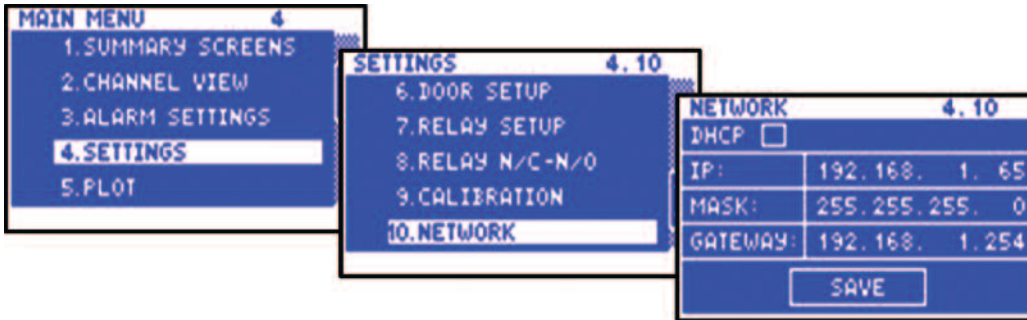 MAIN MENU 4
1.SUMMARY SCREENS
2.CHANNEL VIEW
3.ALARM SETTINGS
4.SETTINGS
5.PLOT
SETTINGS 4.10
6.DOOR SETUP
7.RELAY SETUP
8.RELAY N/C-N/O
9.CALIBRATION
10.NETWORK
NETWORK 4.10
DHCP
IP: 192.168. 1. 65
MASK: 255.255.255. 0
GATEWAY: 192.168. 1.254
SAVE